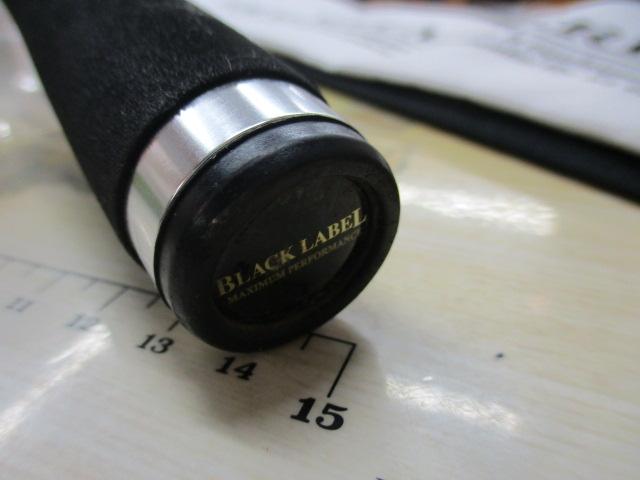 BLACK LABEL
MAXIMUM PERFORMANCE
11 12 13 14 15